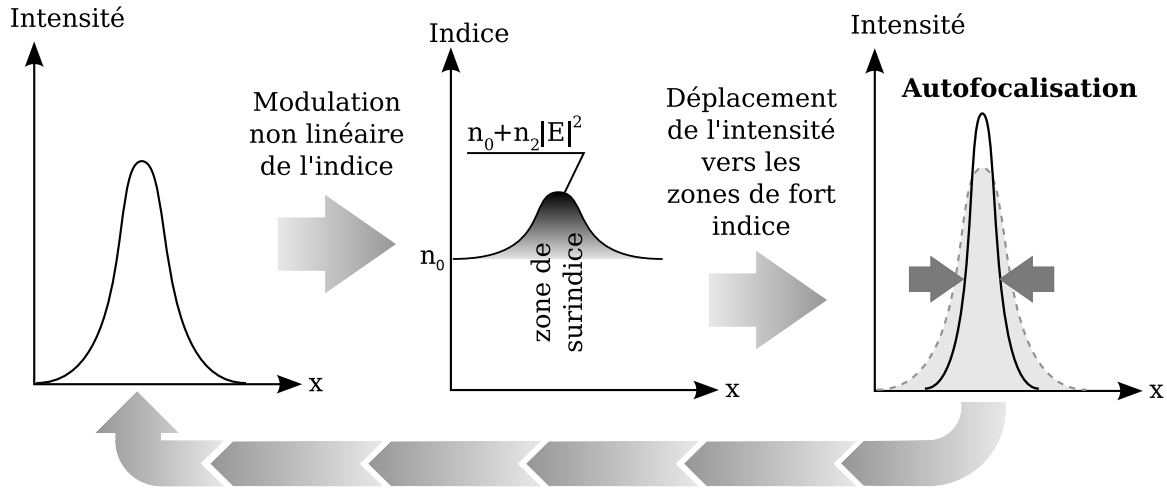 Intensité
x
Modulation
non linéaire
de l'indice
Indice
n₀+n₂|E|²
n₀
zone de
surindice
x
Déplacement
de l'intensité
vers les
zones de fort
indice
Intensité
Autofocalisation
x